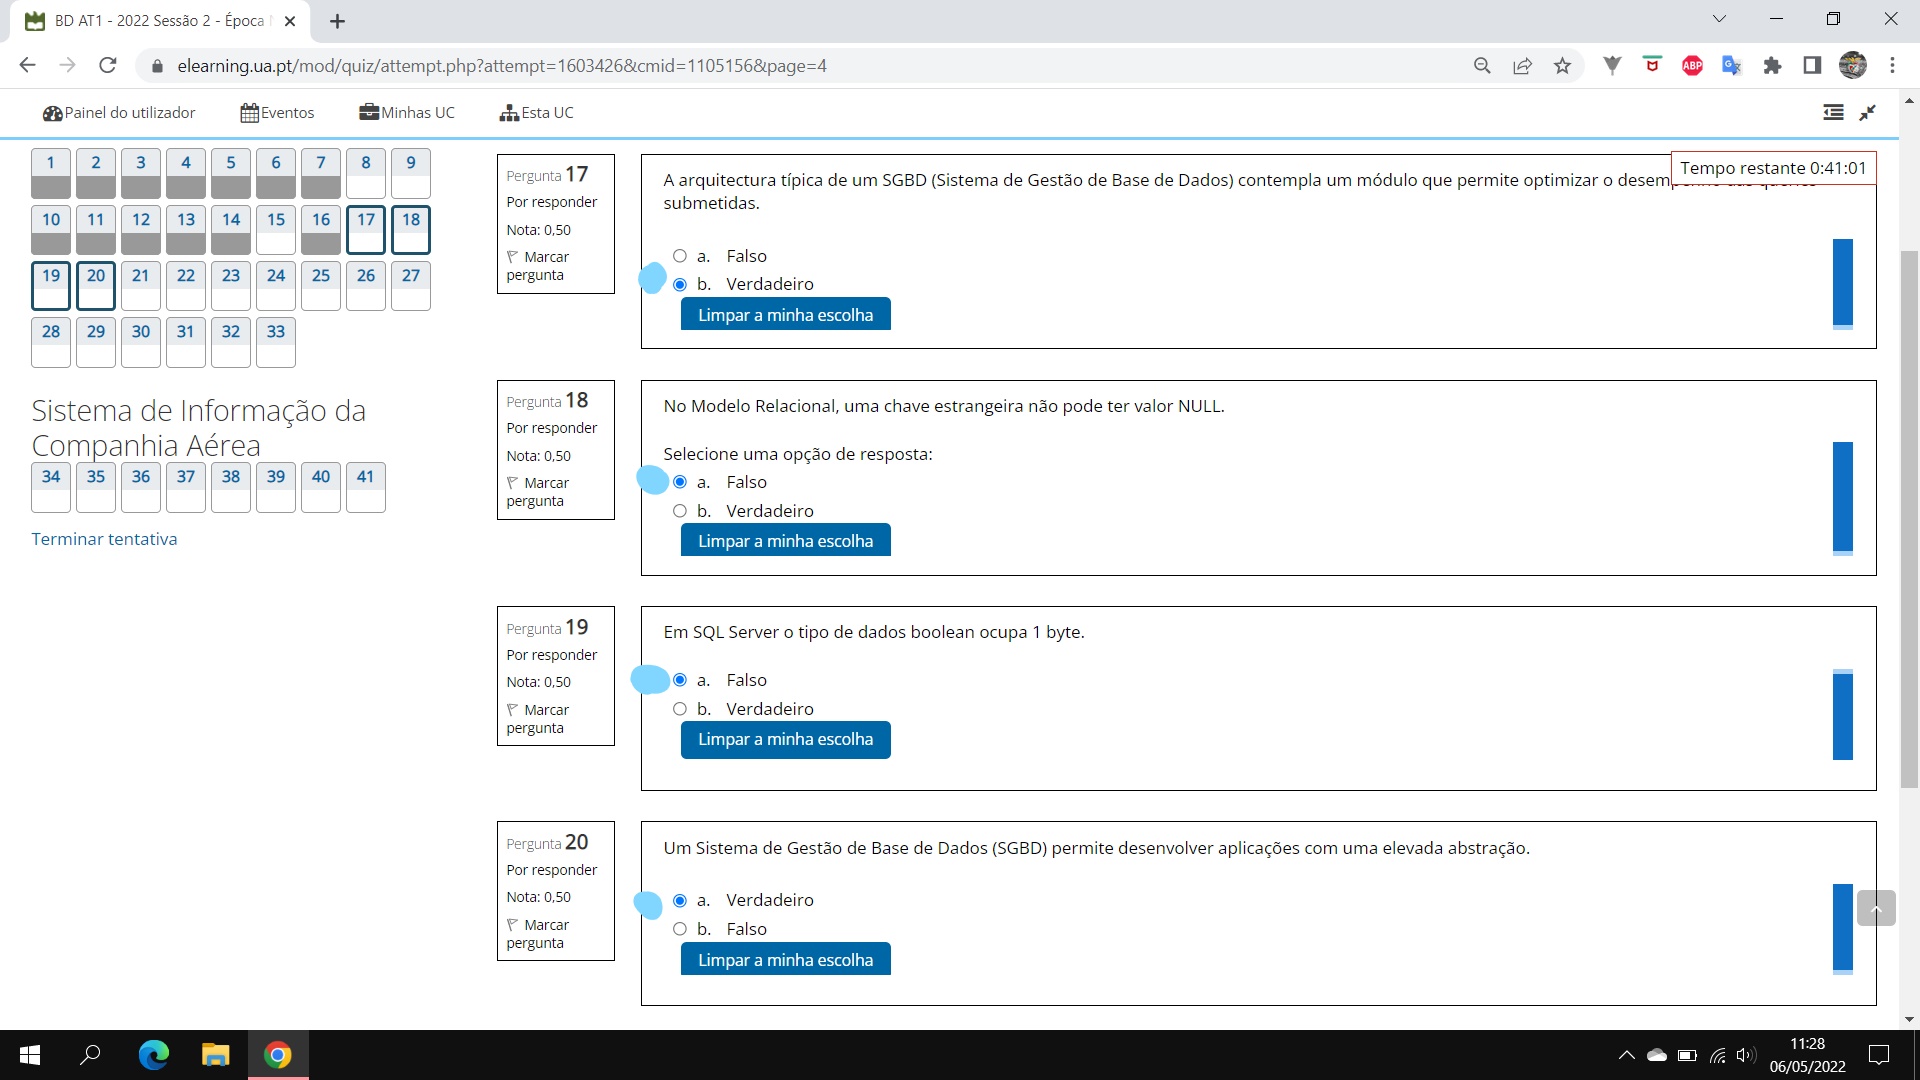 BD AT1 - 2022 Sessão 2 - Época
elearning.ua.pt/mod/quiz/attempt.php?attempt=1603426&cmid=1105156&page=4
ABP
Painel do utilizador
Eventos
Minhas UC
Esta UC
Tempo restante 0:41:01
1 2 3 4 5 6 7 8 9
10 11 12 13 14 15 16 17 18
19 20 21 22 23 24 25 26 27
28 29 30 31 32 33
Sistema de Informação da
Companhia Aérea
34 35 36 37 38 39 40 41
Terminar tentativa
Pergunta 17
Por responder
Nota: 0,50
Marcar
pergunta
A arquitectura típica de um SGBD (Sistema de Gestão de Base de Dados) contempla um módulo que permite optimizar o
submetidas.
a. Falso
b. Verdadeiro
Limpar a minha escolha
Pergunta 18
Por responder
Nota: 0,50
Marcar
pergunta
No Modelo Relacional, uma chave estrangeira não pode ter valor NULL.
Selecione uma opção de resposta:
a. Falso
b. Verdadeiro
Limpar a minha escolha
Pergunta 19
Por responder
Nota: 0,50
Marcar
pergunta
Em SQL Server o tipo de dados boolean ocupa 1 byte.
a. Falso
b. Verdadeiro
Limpar a minha escolha
Pergunta 20
Por responder
Nota: 0,50
Marcar
pergunta
Um Sistema de Gestão de Base de Dados (SGBD) permite desenvolver aplicações com uma elevada abstração.
a. Verdadeiro
b. Falso
Limpar a minha escolha
11:28
06/05/2022